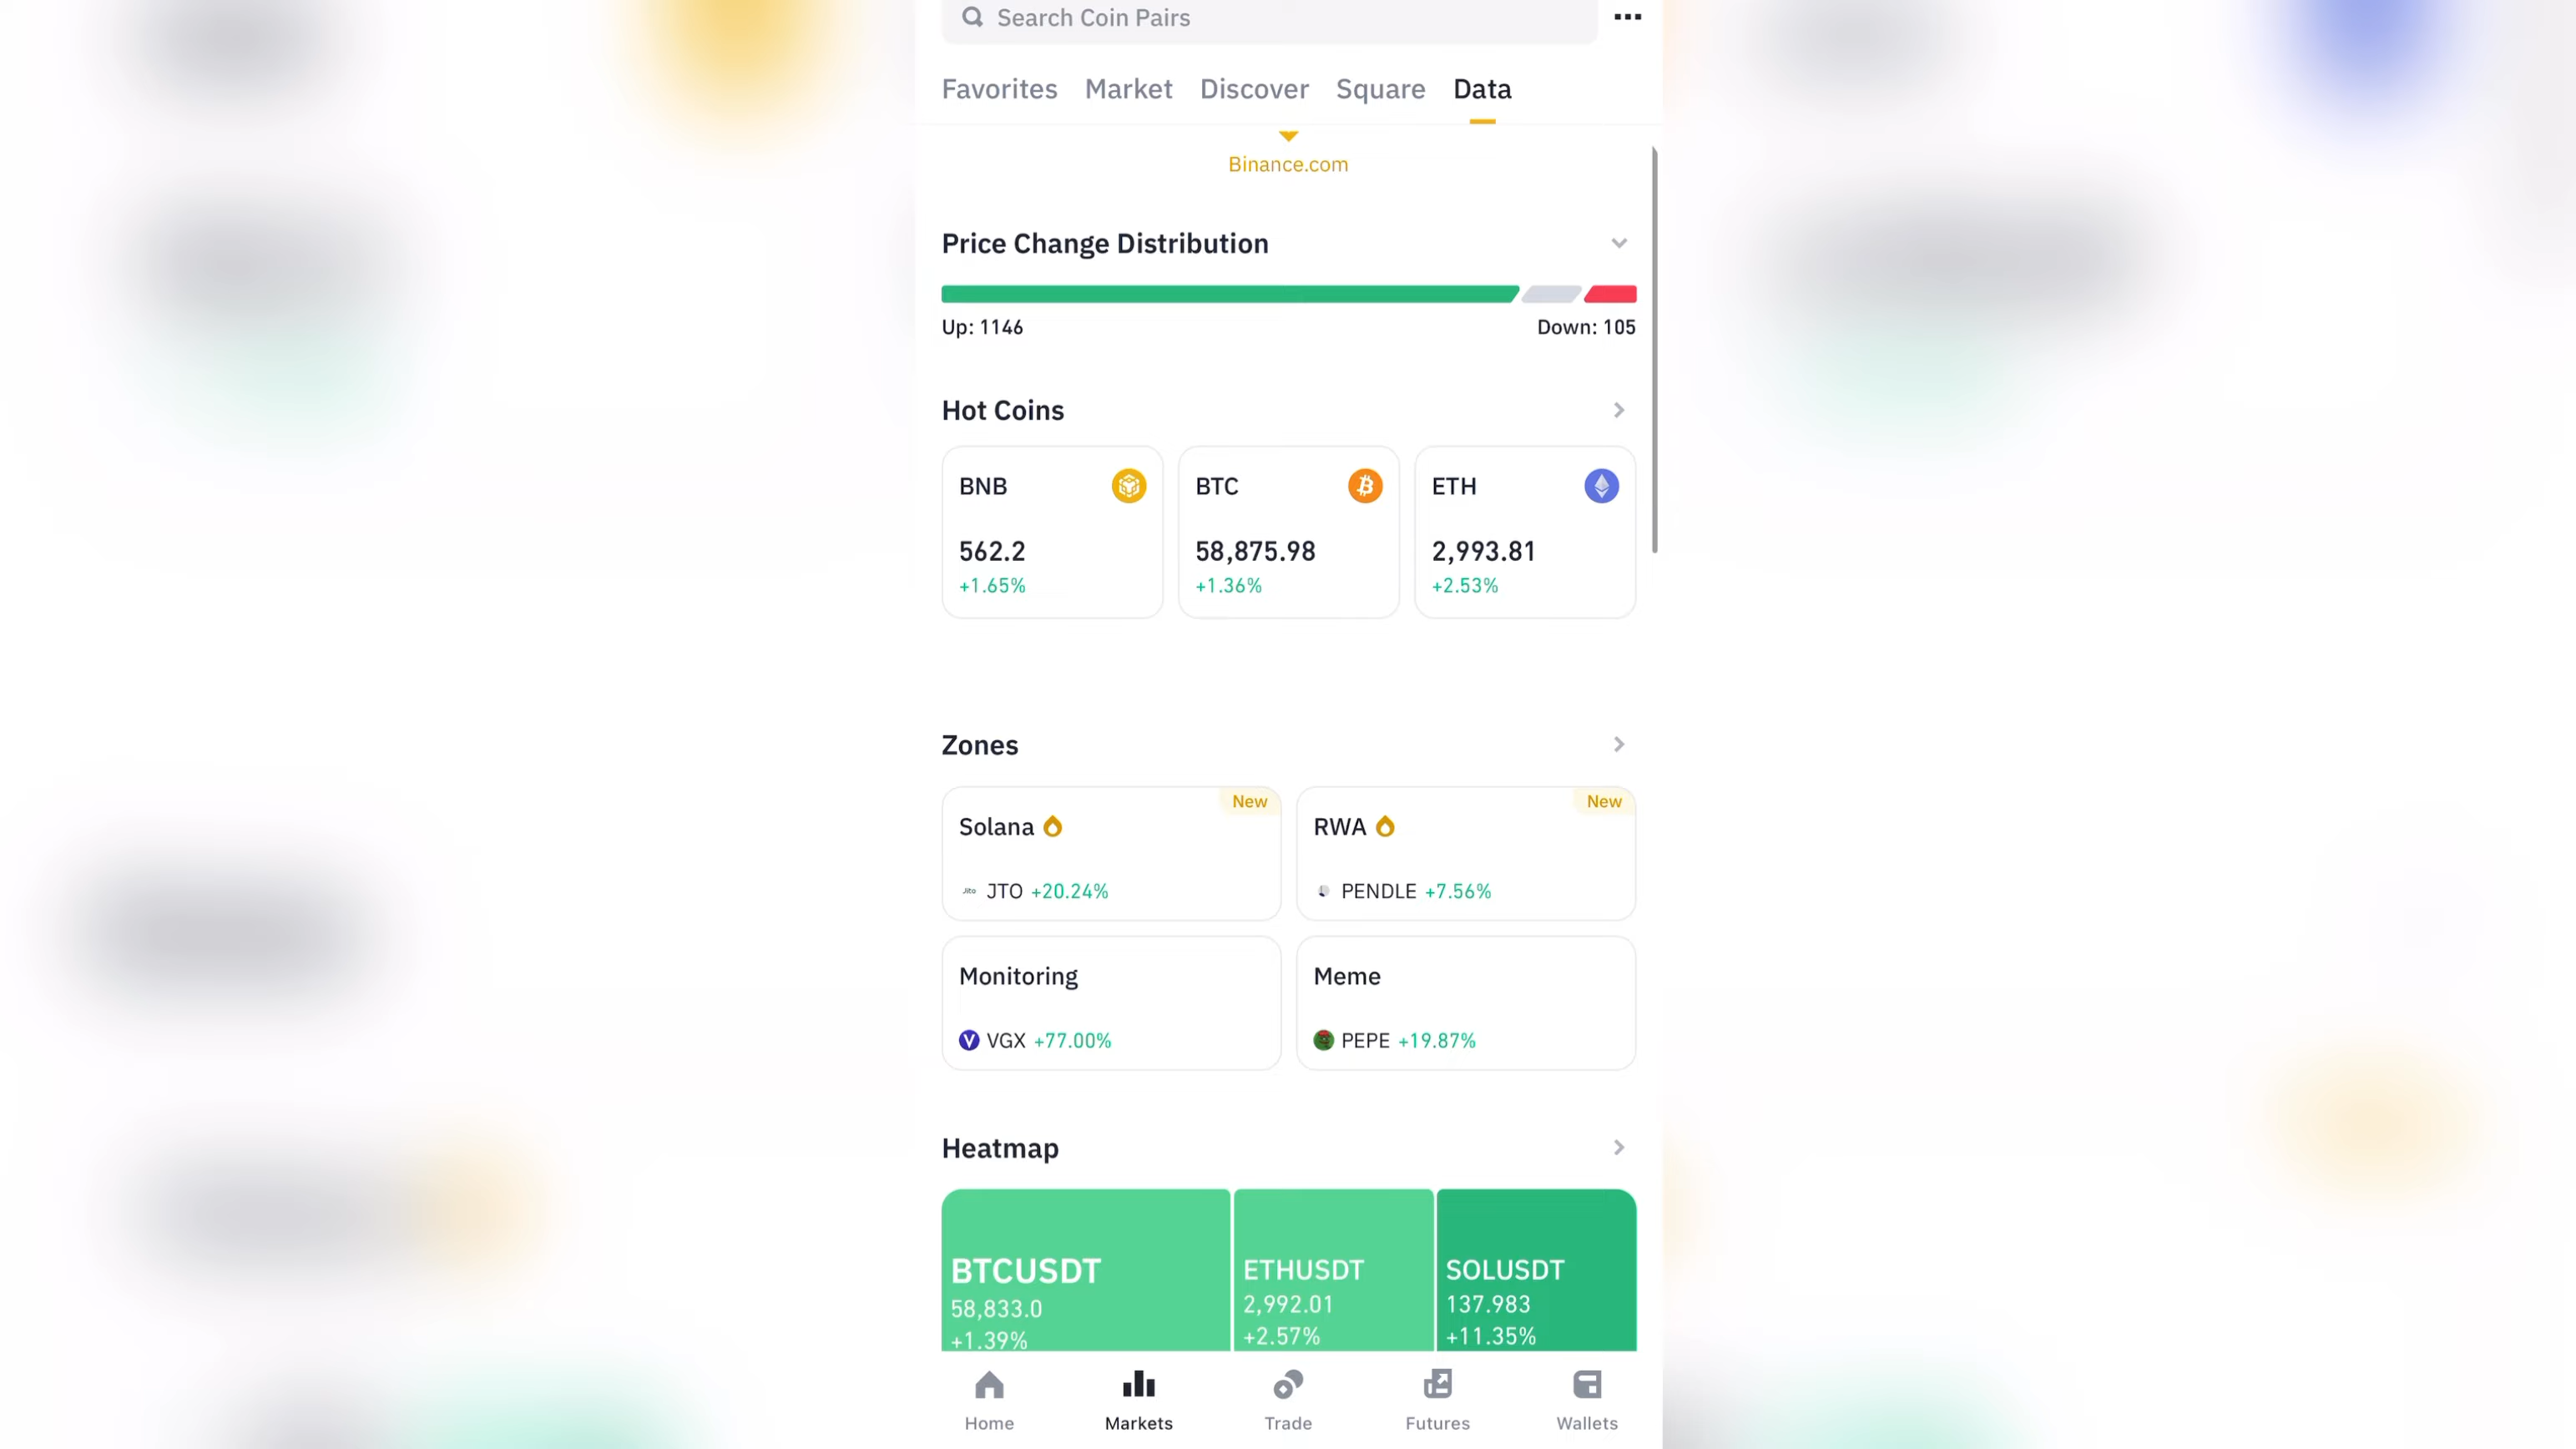 Search Coin Pairs
Favorites Market Discover Square Data
Binance.com
Price Change Distribution
Up: 1146 Down: 105
Hot Coins
BNB BTC ETH
562.2 58,875.98 2,993.81
+1.65% +1.36% +2.53%
Zones
New New
Solana RWA
Jito JTO +20.24% PENDLE +7.56%
Monitoring Meme
VGX +77.00% PEPE +19.87%
Heatmap
BTCUSDT ETHUSDT SOLUSDT
58,833.0 2,992.01 137.983
+1.39% +2.57% +11.35%
Home Markets Trade Futures Wallets